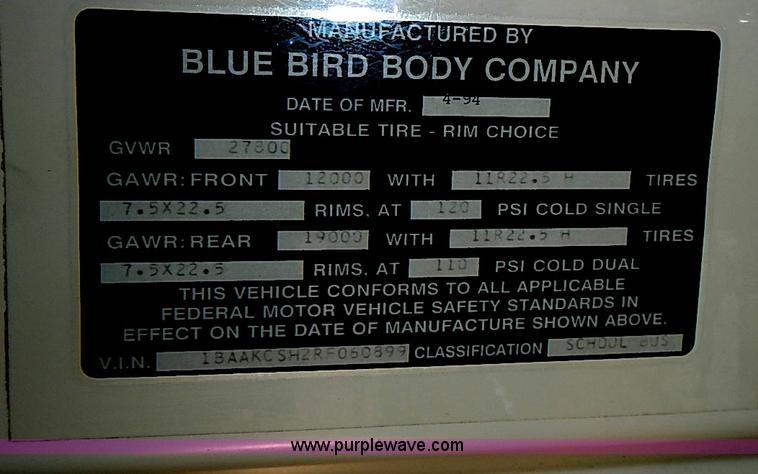 MANUFACTURED BY
BLUE BIRD BODY COMPANY
DATE OF MFR. 4-94
SUITABLE TIRE - RIM CHOICE
GVWR 27800
GAWR: FRONT 12000 WITH 11R22.5 H TIRES
7.5X22.5 RIMS, AT 120 PSI COLD SINGLE
GAWR: REAR 19000 WITH 11R22.5 H TIRES
7.5X22.5 RIMS, AT 110 PSI COLD DUAL
THIS VEHICLE CONFORMS TO ALL APPLICABLE
FEDERAL MOTOR VEHICLE SAFETY STANDARDS IN
EFFECT ON THE DATE OF MANUFACTURE SHOWN ABOVE.
V.I.N. 1BAAKCSH2RF060899 CLASSIFICATION SCHOOL BUS
www.purplewave.com